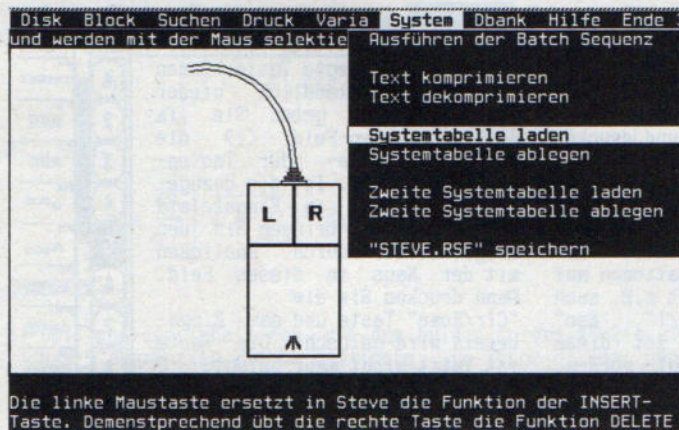 Disk Block Suchen Druck Varia System Dbank Hilfe Ende
und werden mit der Maus selektie
Ausführen der Batch Sequenz
Text komprimieren
Text dekomprimieren
Systemtabelle laden
Systemtabelle ablegen
Zweite Systemtabelle laden
Zweite Systemtabelle ablegen
"STEVE.RSF" speichern
L R
Die linke Maustaste ersetzt in Steve die Funktion der INSERT-
Taste. Demenstprechend übt die rechte Taste die Funktion DELETE